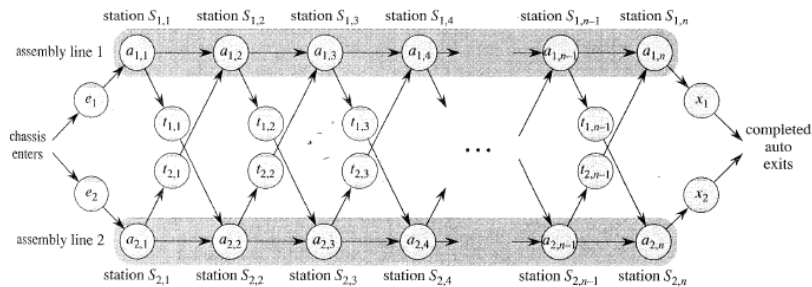 station S1,1 station S1,2 station S1,3 station S1,4 station S1,n−1 station S1,n
assembly line 1 a1,1 a1,2 a1,3 a1,4 a1,n−1 a1,n
e1 x1
t1,1 t1,2 t1,3 t1,n−1
chassis
enters
completed
auto
exits
...
t2,1 t2,2 t2,3 t2,n−1
e2 x2
assembly line 2 a2,1 a2,2 a2,3 a2,4 a2,n−1 a2,n
station S2,1 station S2,2 station S2,3 station S2,4 station S2,n−1 station S2,n